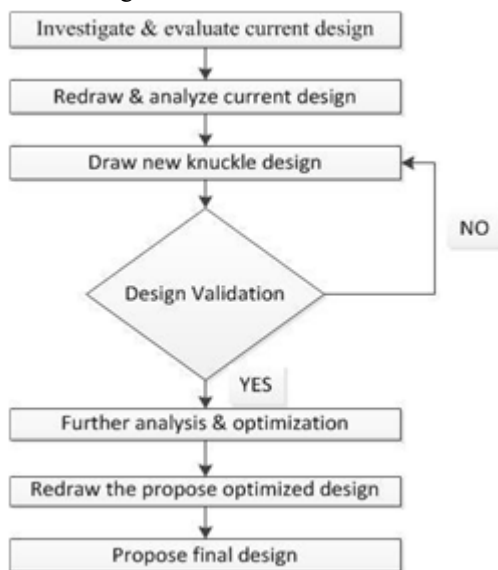 Investigate & evaluate current design
Redraw & analyze current design
Draw new knuckle design
NO
Design Validation
YES
Further analysis & optimization
Redraw the propose optimized design
Propose final design